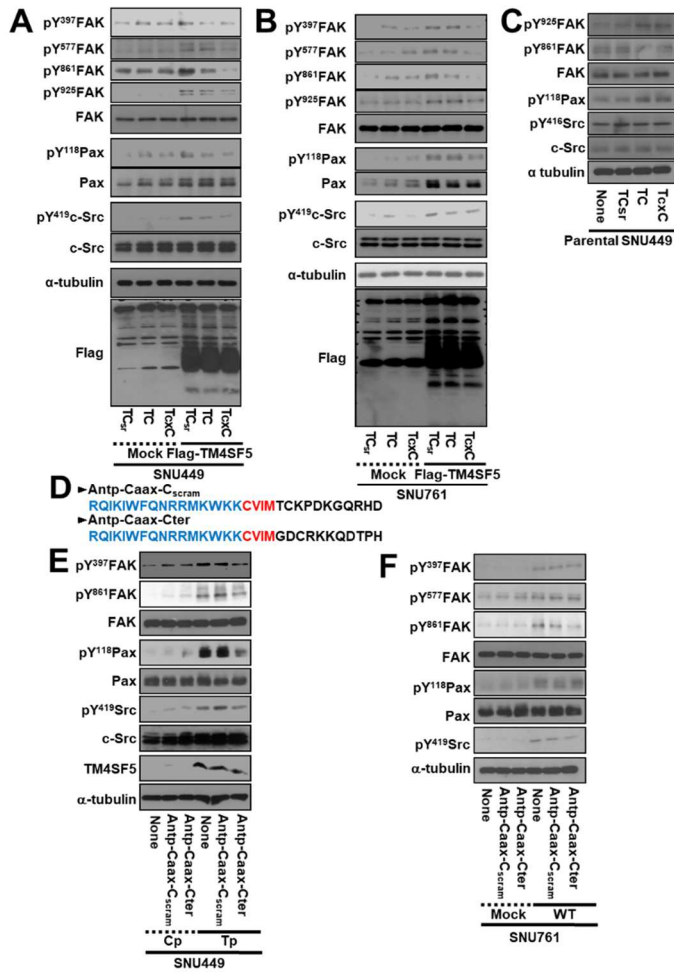 A
pY397FAK
pY577FAK
pY861FAK
pY925FAK
FAK
pY118Pax
Pax
pY419c-Src
c-Src
α-tubulin
Flag
TCsr
TC
TcxC
TCsr
TC
TcxC
Mock Flag-TM4SF5
SNU449
B
pY397FAK
pY577FAK
pY861FAK
pY925FAK
FAK
pY118Pax
Pax
pY419c-Src
c-Src
α-tubulin
Flag
TCsr
TC
TcxC
TCsr
TC
TcxC
Mock Flag-TM4SF5
SNU761
C
pY925FAK
pY861FAK
FAK
pY118Pax
pY416Src
c-Src
α tubulin
None
TCsr
TC
TcxC
Parental SNU449
D
►Antp-Caax-Cscram
RQIKIWFQNRRMKWKKCVIMTCKPDKGQRHD
►Antp-Caax-Cter
RQIKIWFQNRRMKWKKCVIMGDCRKKQDTPH
E
pY397FAK
pY861FAK
FAK
pY118Pax
Pax
pY419Src
c-Src
TM4SF5
α-tubulin
None
Antp-Caax-Cscram
Antp-Caax-Cter
None
Antp-Caax-Cscram
Antp-Caax-Cter
Cp Tp
SNU449
F
pY397FAK
pY577FAK
pY861FAK
FAK
pY118Pax
Pax
pY419Src
α-tubulin
None
Antp-Caax-Cscram
Antp-Caax-Cter
None
Antp-Caax-Cscram
Antp-Caax-Cter
Mock WT
SNU761